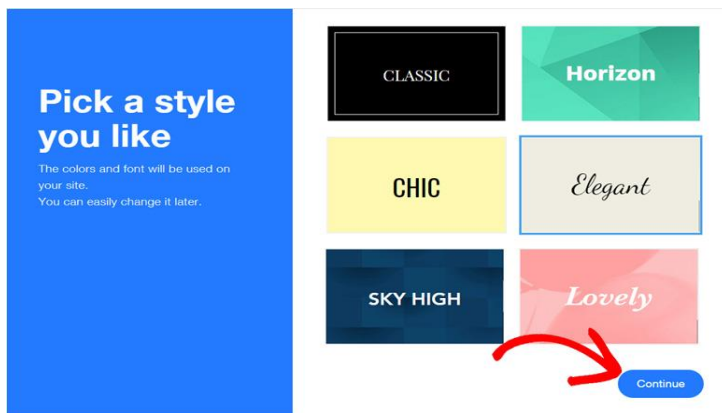 Pick a style
you like
The colors and font will be used on
your site.
You can easily change it later.
CLASSIC
Horizon
CHIC
Elegant
SKY HIGH
Lovely
Continue